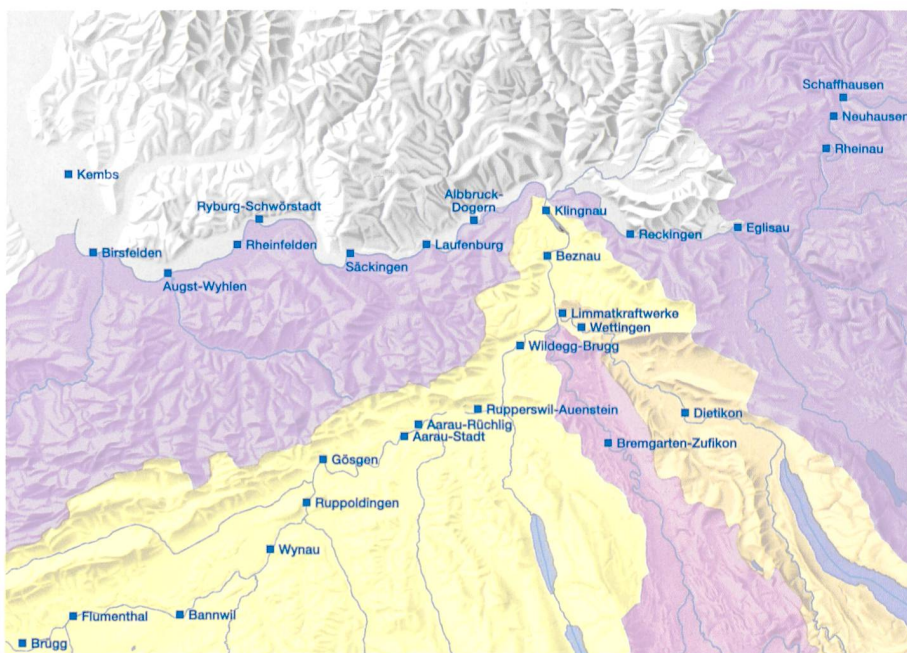 Schaffhausen
Neuhausen
Rheinau
Kembs
Albbruck-
Dogern
Ryburg-Schwörstadt
Klingnau
Reckingen
Eglisau
Birsfelden
Rheinfelden
Laufenburg
Säckingen
Beznau
Augst-Wyhlen
Limmatkraftwerke
Wettingen
Wildegg-Brugg
Rupperswil-Auenstein
Dietikon
Aarau-Rüchlig
Aarau-Stadt
Bremgarten-Zufikon
Gösgen
Ruppoldingen
Wynau
Flumenthal
Bannwil
Brügg